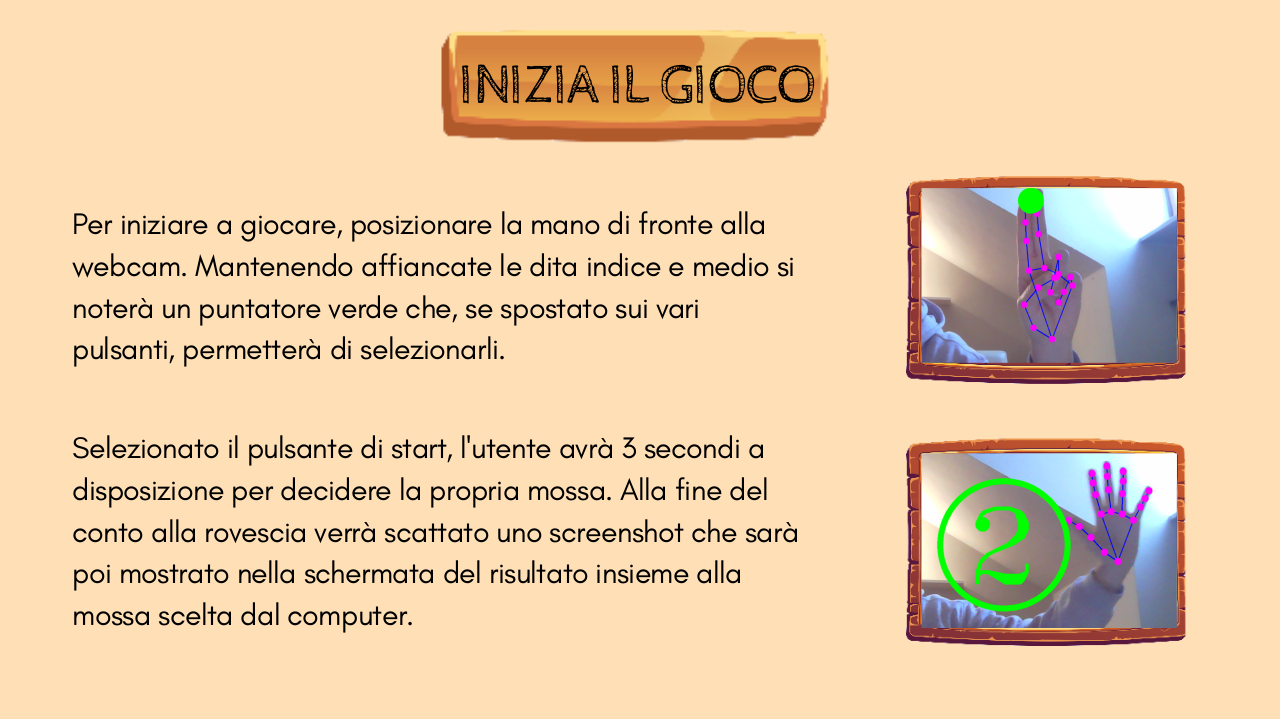 INIZIA IL GIOCO
Per iniziare a giocare, posizionare la mano di fronte alla
webcam. Mantenendo affiancate le dita indice e medio si
noterà un puntatore verde che, se spostato sui vari
pulsanti, permetterà di selezionarli.
Selezionato il pulsante di start, l'utente avrà 3 secondi a
disposizione per decidere la propria mossa. Alla fine del
conto alla rovescia verrà scattato uno screenshot che sarà
poi mostrato nella schermata del risultato insieme alla
mossa scelta dal computer.
2